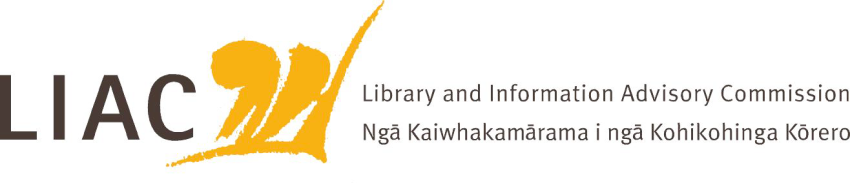 LIAC
Library and Information Advisory Commission
Ngā Kaiwhakamārama i ngā Kohikohinga Kōrero